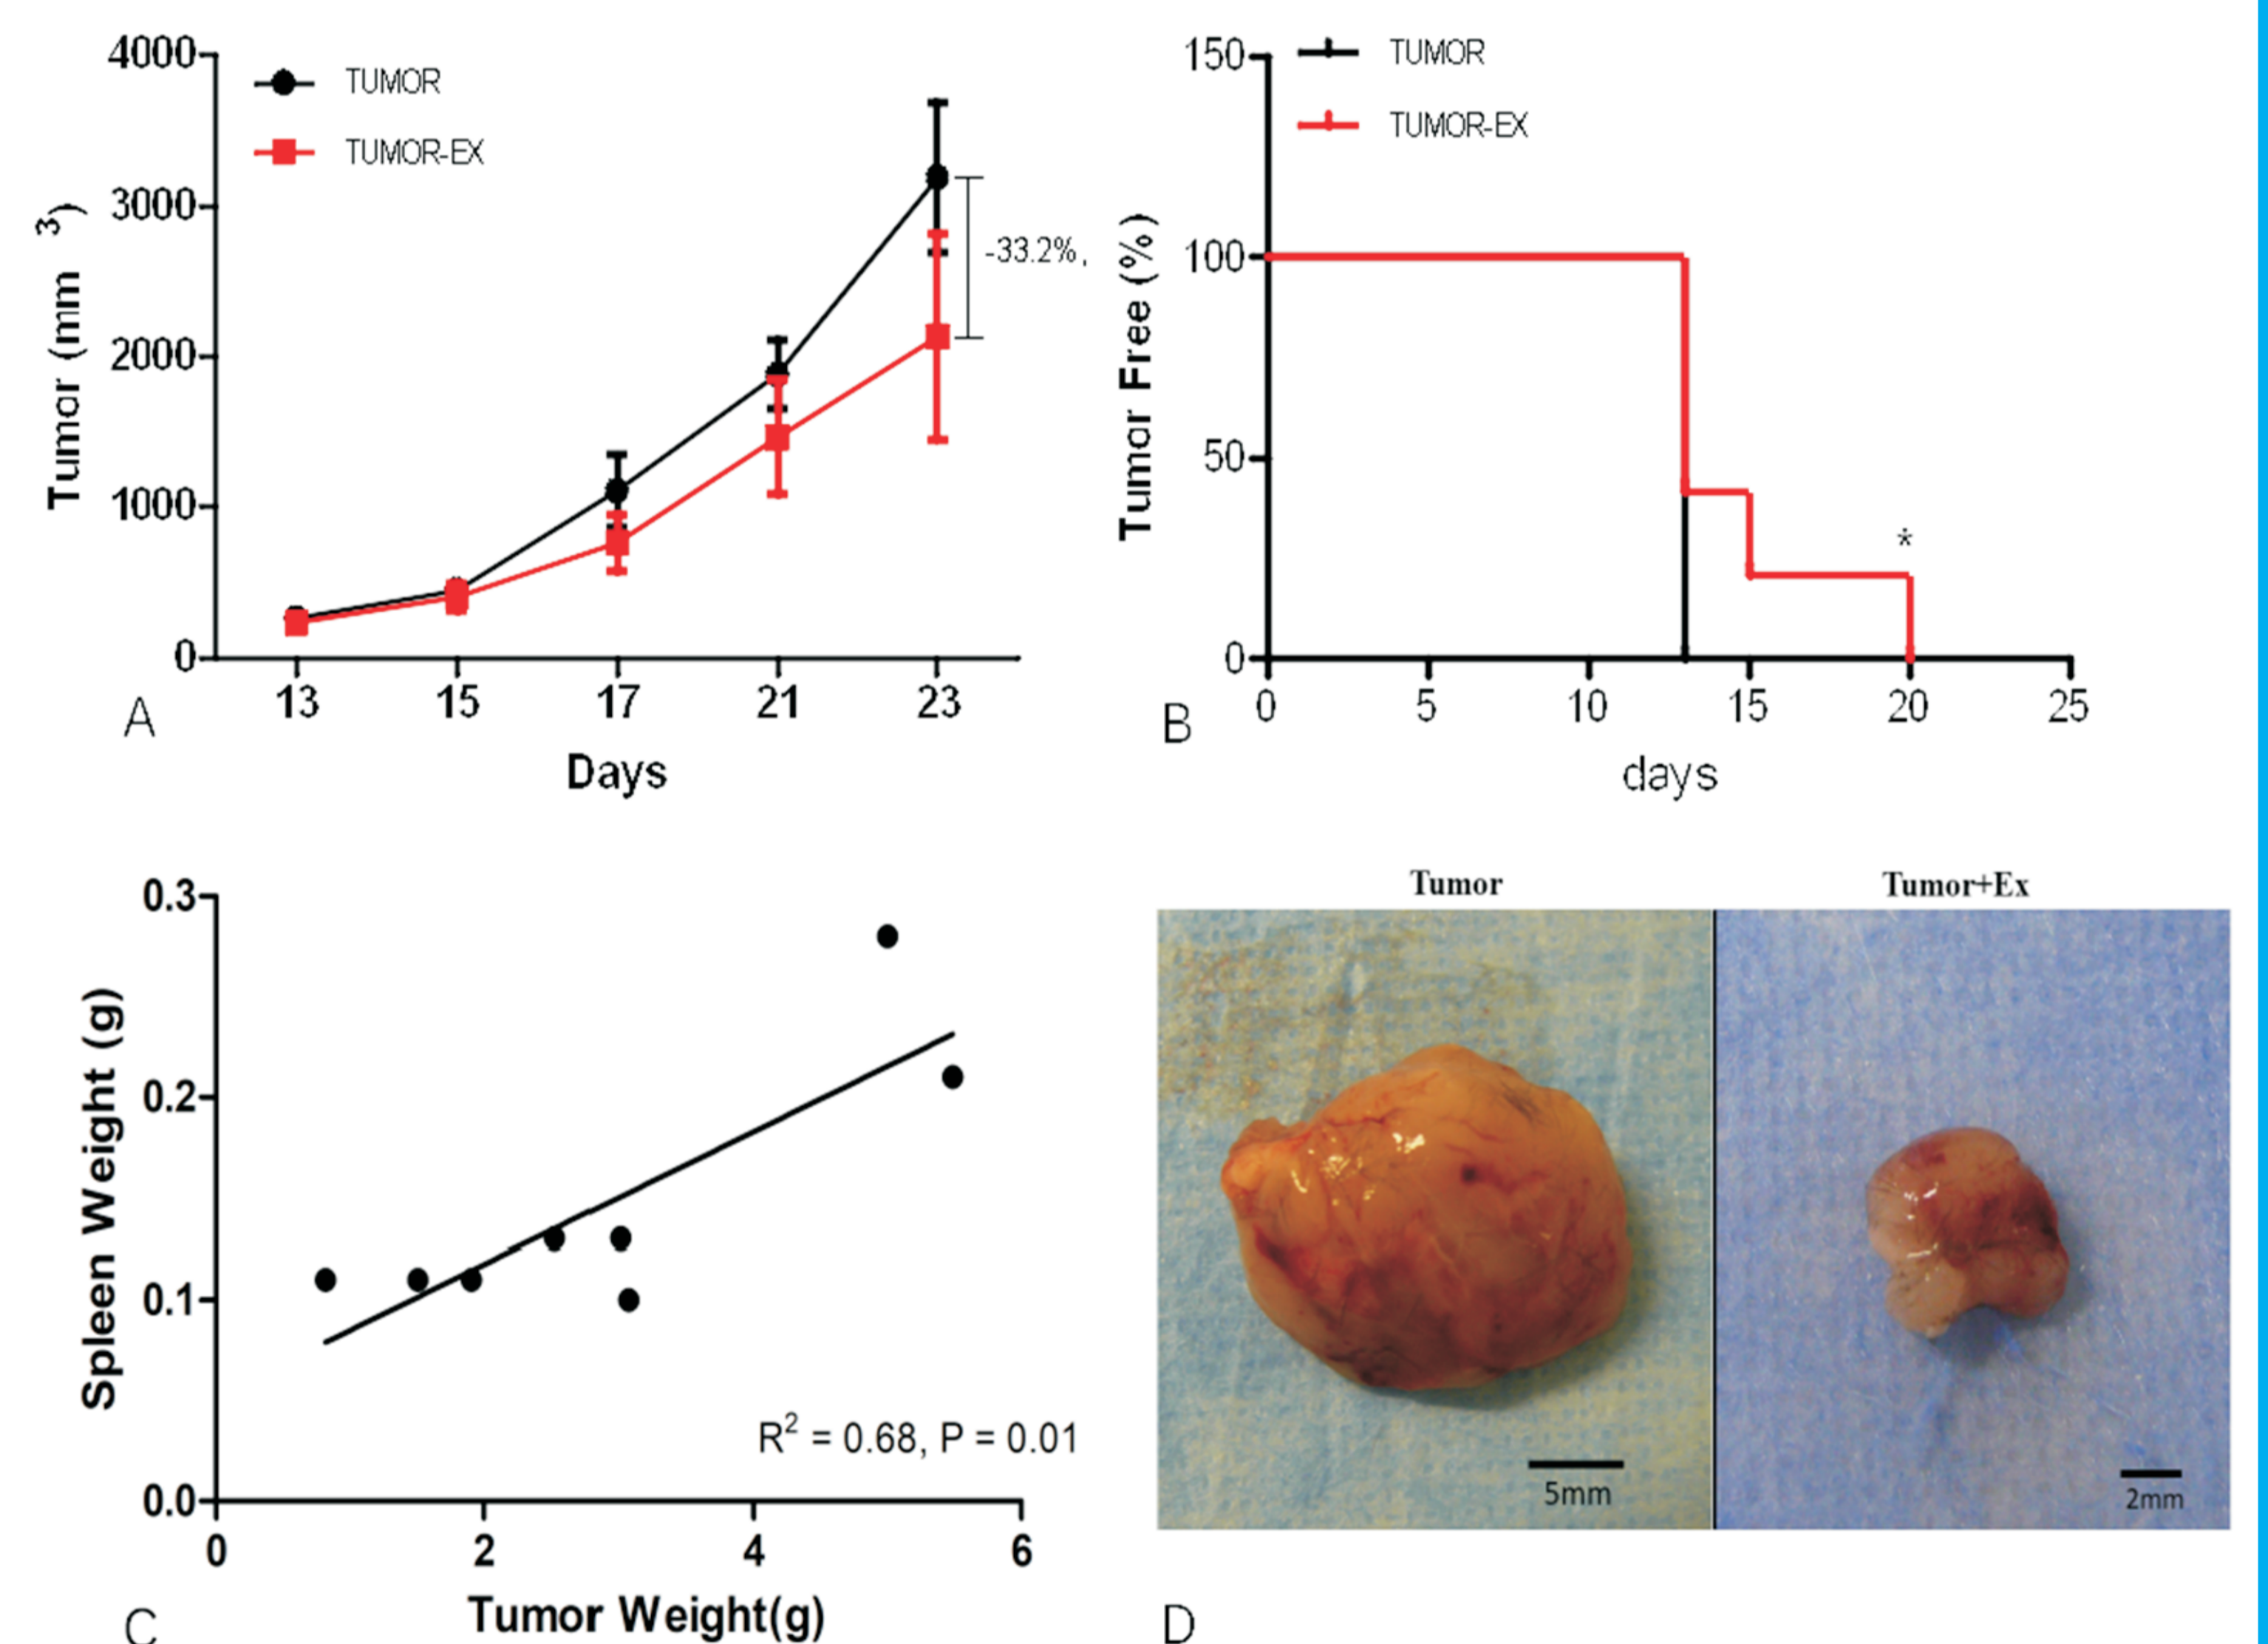 4000
3000
2000
1000
0
Tumor (mm 3)
TUMOR
TUMOR-EX
-33.2%,
13 15 17 21 23
Days
A
150
100
50
0
Tumor Free (%)
TUMOR
TUMOR-EX
*
0 5 10 15 20 25
days
B
0.3
0.2
0.1
0.0
Spleen Weight (g)
R2 = 0.68, P = 0.01
0 2 4 6
Tumor Weight(g)
C
Tumor
Tumor+Ex
5mm
2mm
D